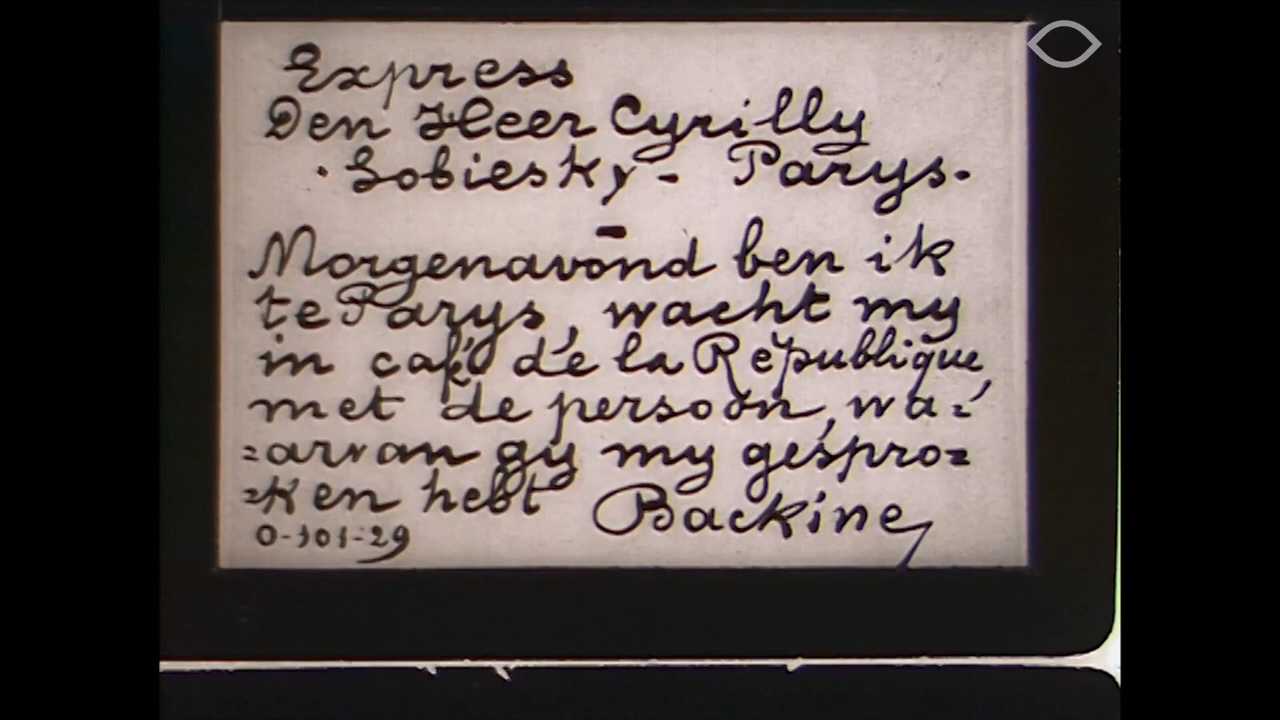 Express
Den Heer Cyrilly
· Sobiesky - Parys.
-
Morgenavond ben ik
te Parys, wacht my
in café de la République,
met de persoon, wa=
=arvan gy my gespro=
=ken hebt Backine,
0-101-29